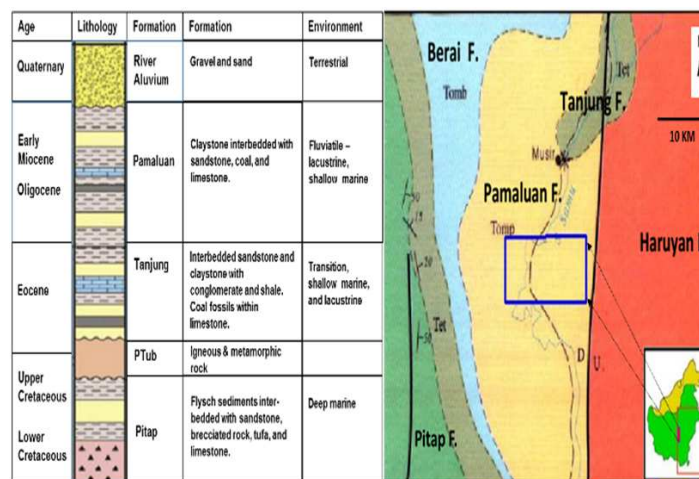 Age
Lithology
Formation
Formation
Environment
Quaternary
River
Aluvium
Gravel and sand
Terrestrial
Early
Miocene
Oligocene
Pamaluan
Claystone interbedded with
sandstone, coal, and
limestone.
Fluviatile –
lacustrine,
shallow marine
Eocene
Tanjung
Interbedded sandstone and
claystone with
conglomerate and shale.
Coal fossils within
limestone.
Transition,
shallow marine,
and lacustrine
PTub
Igneous & metamorphic
rock
Upper
Cretaceous
Lower
Cretaceous
Pitap
Flysch sediments inter-
bedded with sandstone,
brecciated rock, tufa, and
limestone.
Deep marine
Berai F.
Tomb
Tet
Tanjung F.
10 KM
Musir
Pamaluan F.
Tomp
Haruyan
Tet
D
U.
Pitap F.